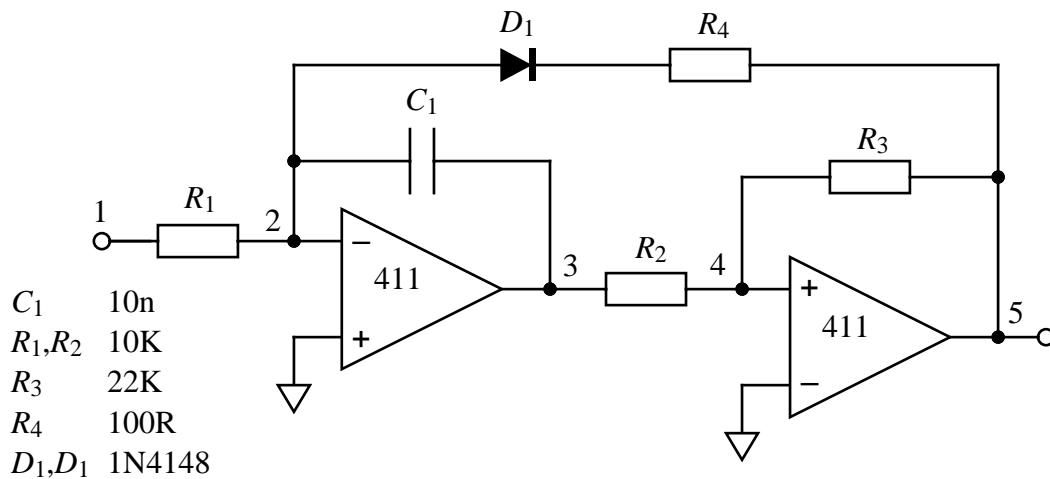 D1
R4
C1
R3
1
R1
2
411
3
R2
4
411
5
C1 10n
R1,R2 10K
R3 22K
R4 100R
D1,D1 1N4148